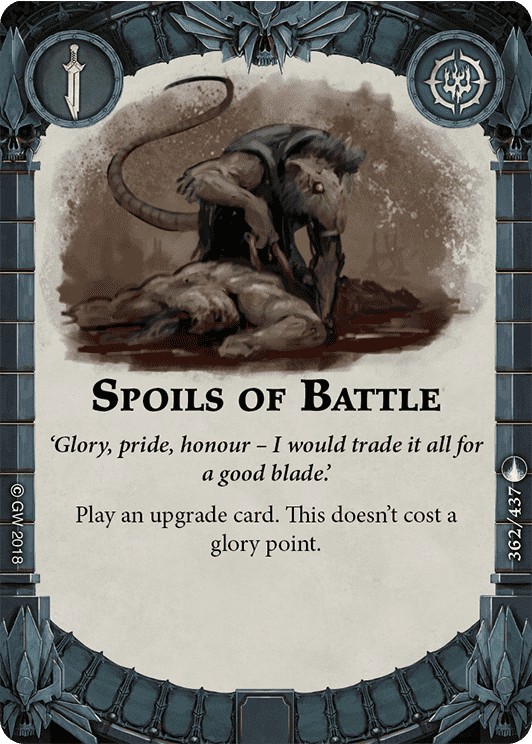 SPOILS OF BATTLE
‘Glory, pride, honour – I would trade it all for
a good blade.’
Play an upgrade card. This doesn’t cost a
glory point.
© GW 2018
362/437